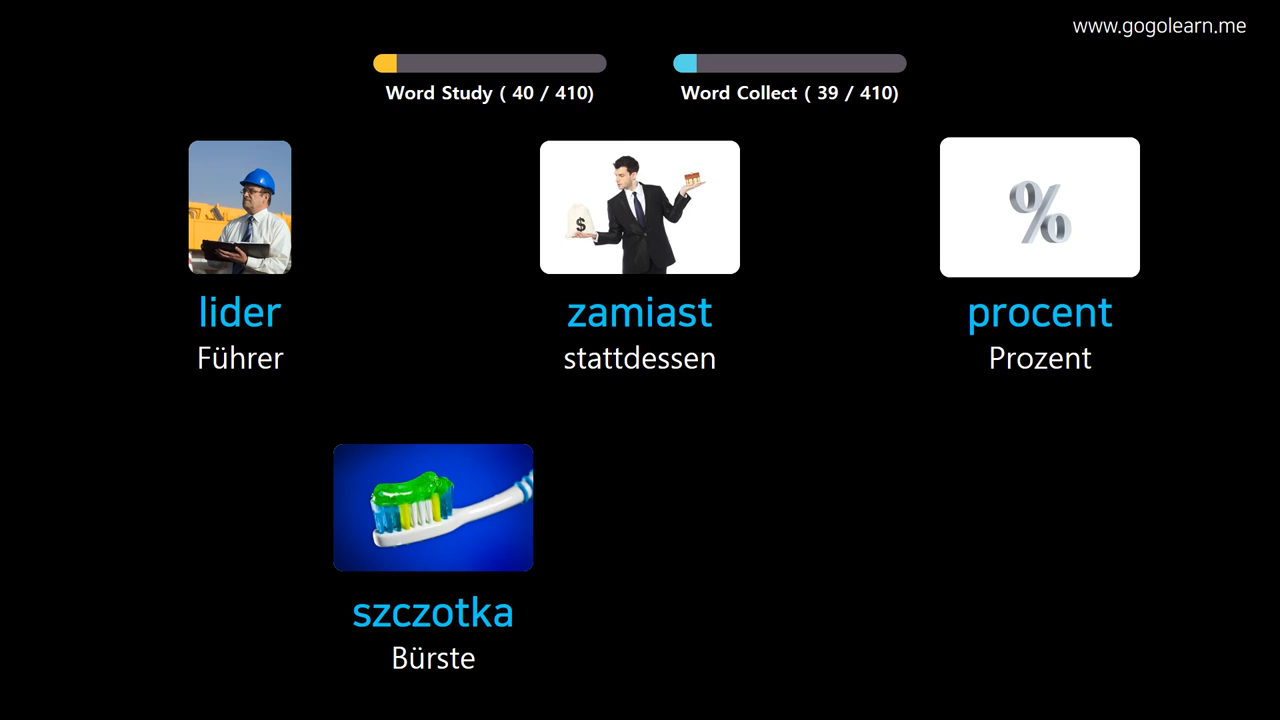 www.gogolearn.me
Word Study ( 40 / 410)
Word Collect ( 39 / 410)
$
%
lider
Führer
zamiast
stattdessen
procent
Prozent
szczotka
Bürste